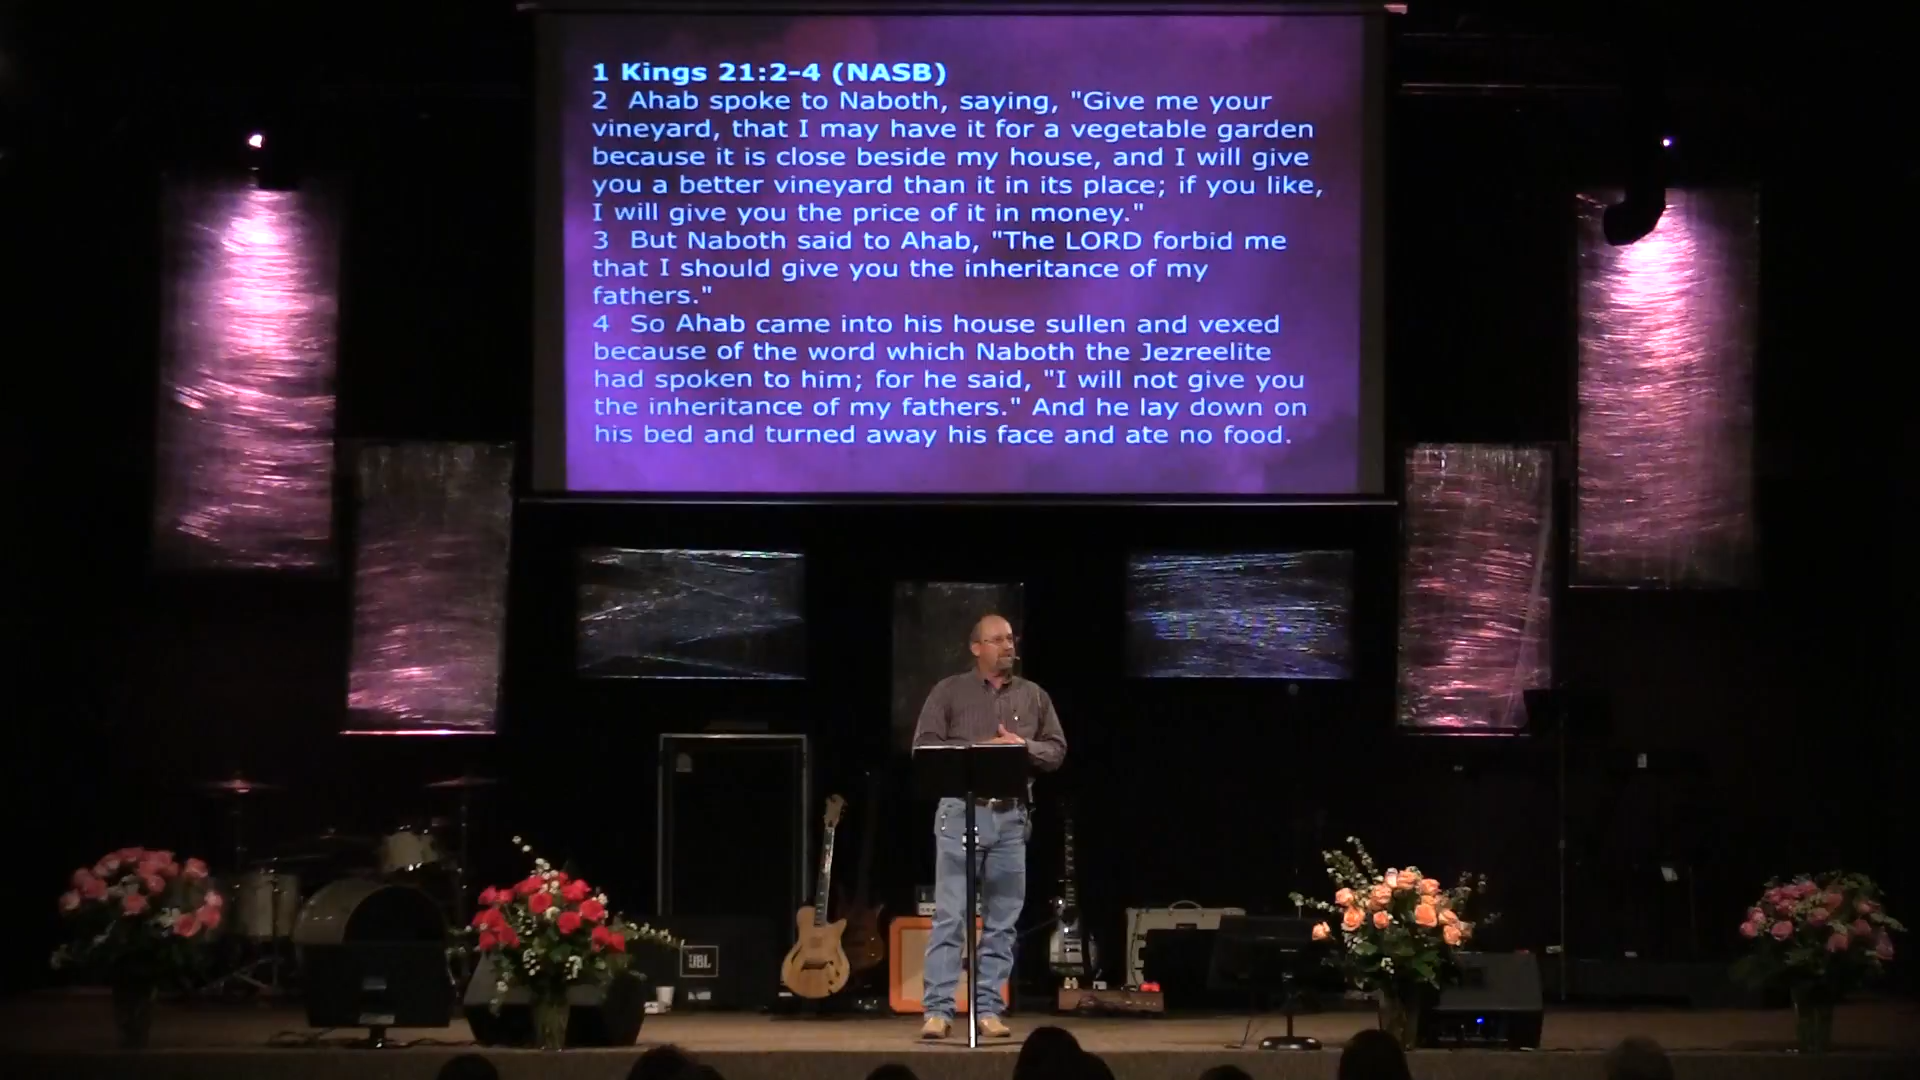 1 Kings 21:2-4 (NASB)
2 Ahab spoke to Naboth, saying, "Give me your
vineyard, that I may have it for a vegetable garden
because it is close beside my house, and I will give
you a better vineyard than it in its place; if you like,
I will give you the price of it in money."
3 But Naboth said to Ahab, "The LORD forbid me
that I should give you the inheritance of my
fathers."
4 So Ahab came into his house sullen and vexed
because of the word which Naboth the Jezreelite
had spoken to him; for he said, "I will not give you
the inheritance of my fathers." And he lay down on
his bed and turned away his face and ate no food.
JBL